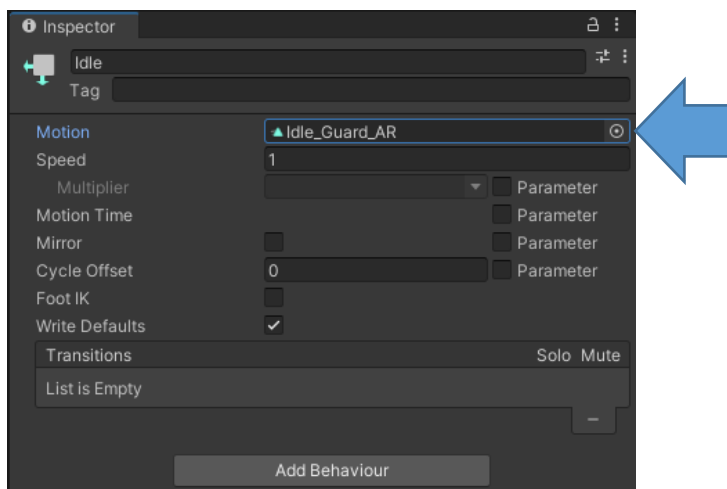 Inspector
Idle
Tag
Motion Idle_Guard_AR
Speed 1
Multiplier Parameter
Motion Time Parameter
Mirror Parameter
Cycle Offset 0 Parameter
Foot IK
Write Defaults
Transitions Solo Mute
List is Empty
Add Behaviour